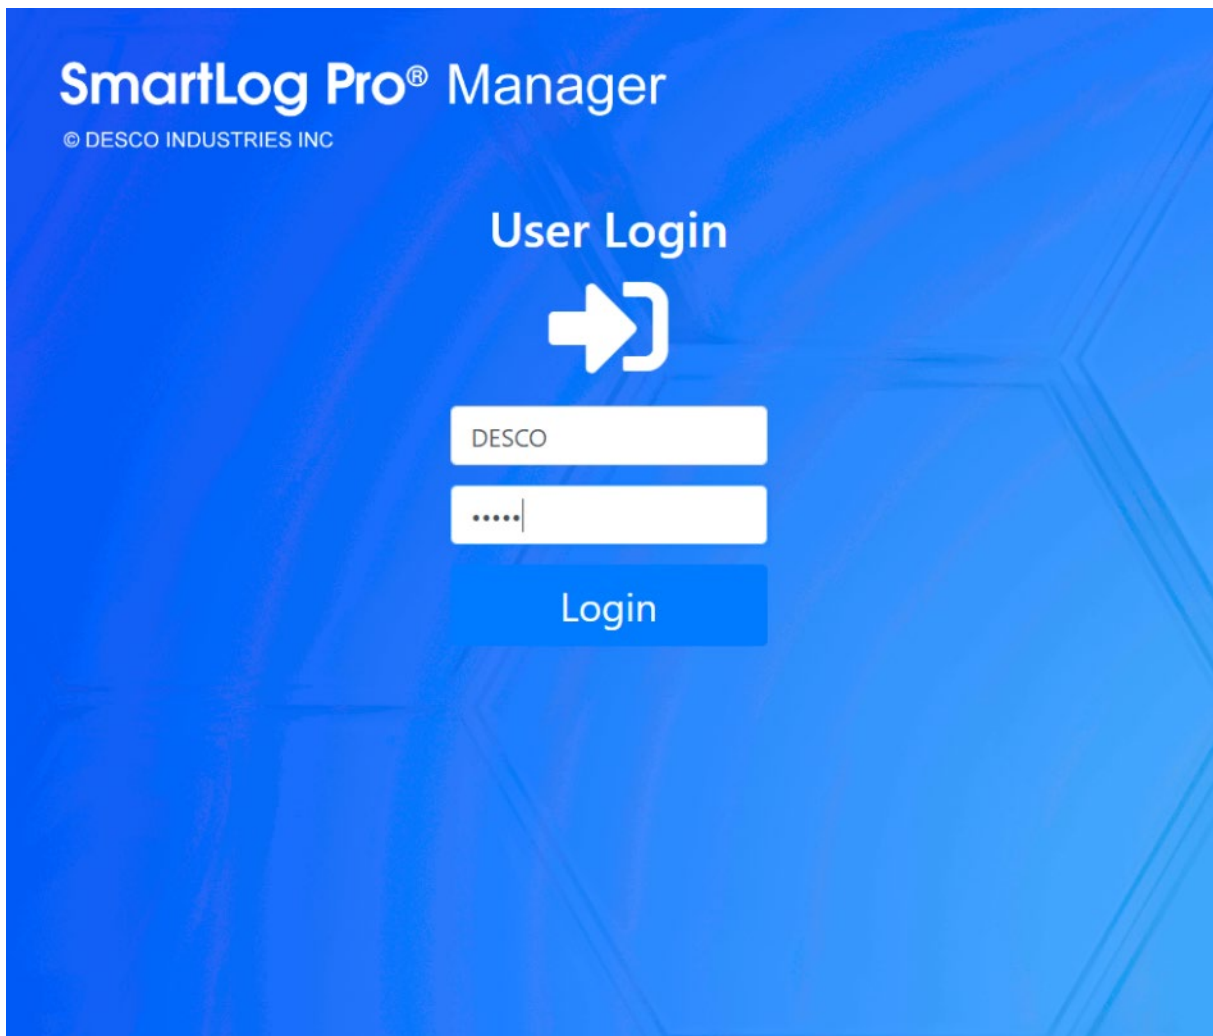 SmartLog Pro® Manager
© DESCO INDUSTRIES INC
User Login
DESCO
•••••
Login